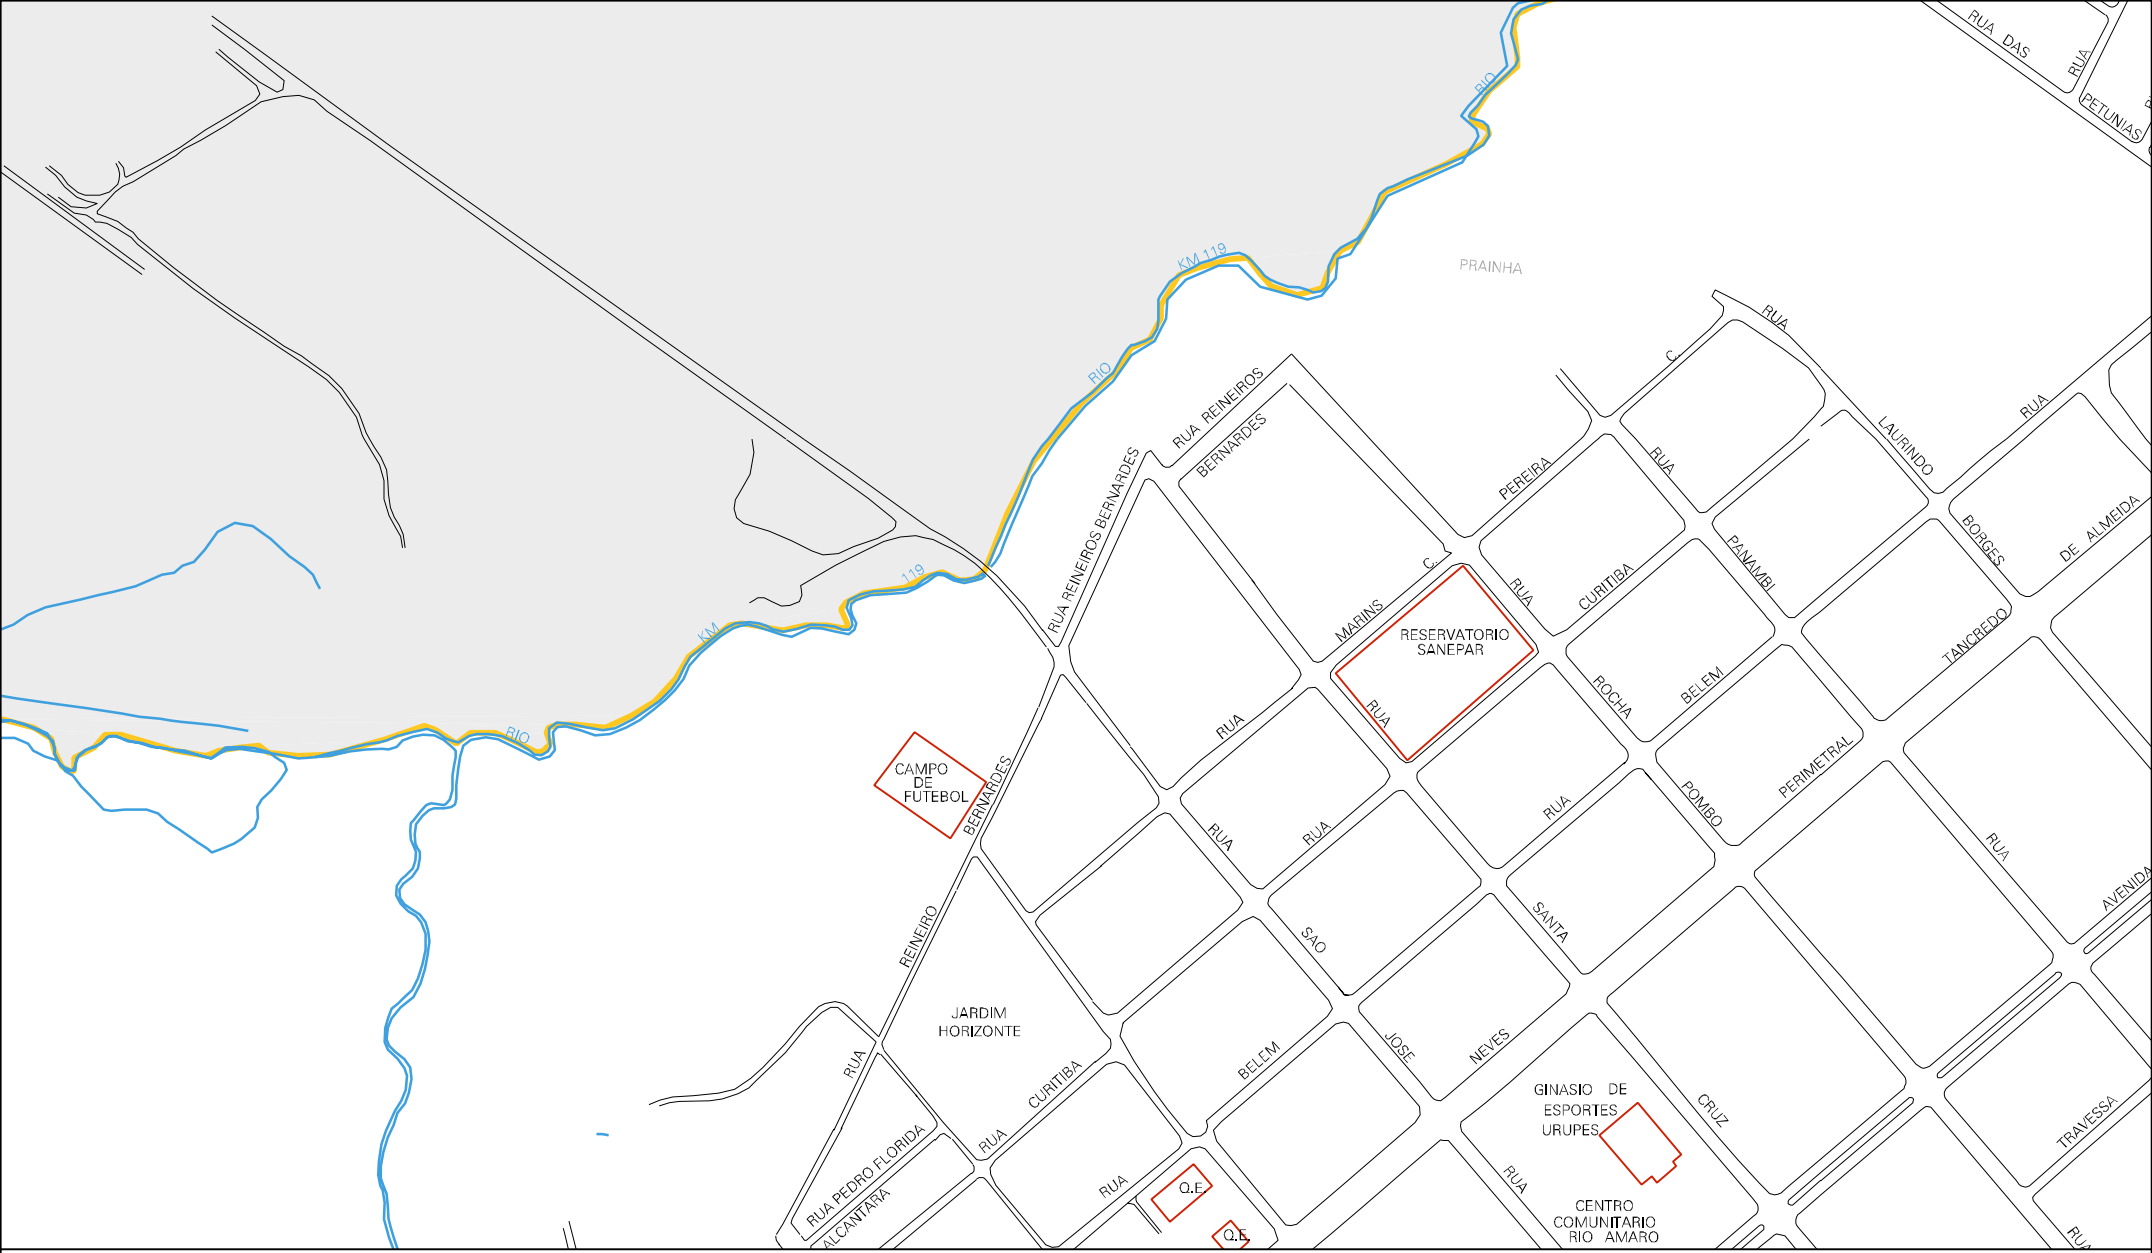 RUA DAS
PETUNIAS
RUA
RIO
KM 119
PRAINHA
RUA
LAURINDO
BORGES
C.
PEREIRA
RUA
DE ALMEIDA
TANCREDO
RIO
RUA REINEIROS
BERNARDES
RUA REINEIROS BERNARDES
RUA
PANAMBI
CURITIBA
RUA
ROCHA
POMBO
C.
MARINS
RESERVATORIO
SANEPAR
RUA
BELEM
PERIMETRAL
119
KM
RIO
CAMPO
DE
FUTEBOL
BERNARDES
REINEIRO
RUA
RUA
RUA
RUA
RUA
SAO
JOSE
SANTA
CRUZ
RUA
AVENIDA
JARDIM
HORIZONTE
CURITIBA
RUA
BELEM
RUA
NEVES
RUA PEDRO FLORIDA
ALCANTARA
GINASIO DE
ESPORTES
URUPES
TRAVESSA
RUA
RUA
Q.E.
Q.E.
CENTRO
COMUNITARIO
RIO AMARO